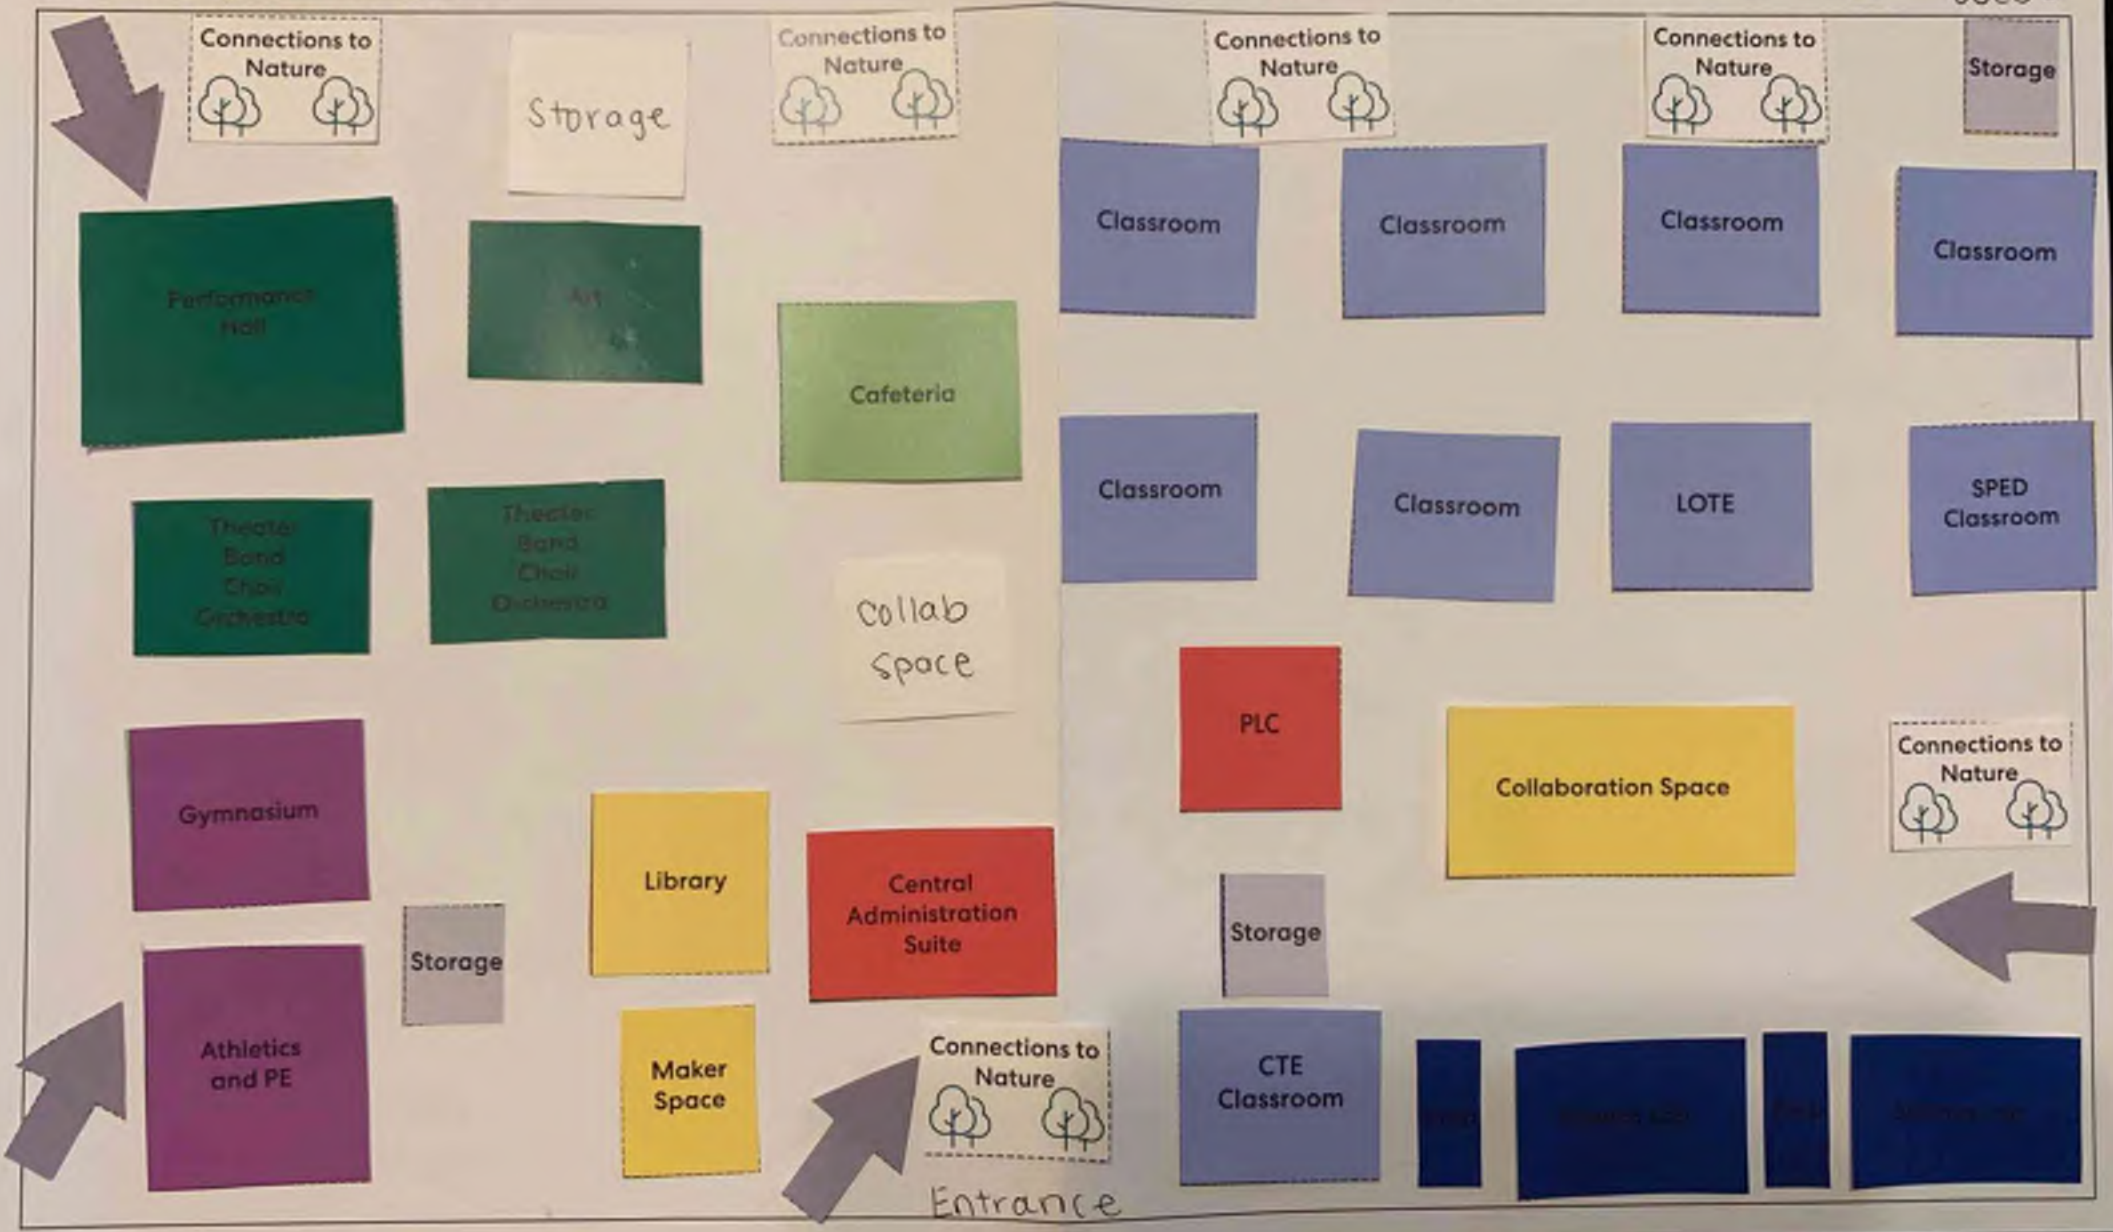 Connections to
Nature
Storage
Connections to
Nature
Connections to
Nature
Connections to
Nature
Storage
Classroom
Classroom
Classroom
Classroom
Performance
Hall
Art
Cafeteria
Classroom
Classroom
LOTE
SPED
Classroom
Theater
Band
Choir
Orchestra
Theater
Band
Choir
Orchestra
collab
space
PLC
Collaboration Space
Connections to
Nature
Gymnasium
Library
Central
Administration
Suite
Storage
Storage
Athletics
and PE
Maker
Space
Connections to
Nature
CTE
Classroom
Entrance